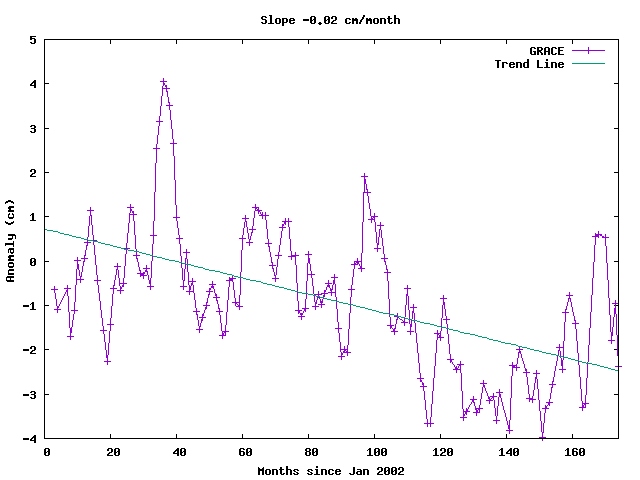 Slope -0.02 cm/month
GRACE
Trend Line
Anomaly (cm)
5
4
3
2
1
0
-1
-2
-3
-4
0 20 40 60 80 100 120 140 160
Months since Jan 2002